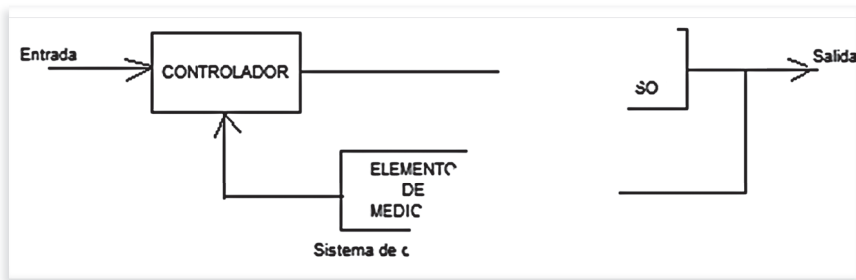 Entrada
CONTROLADOR
SO
Salida
ELEMENTO
DE
MEDIC
Sistema de